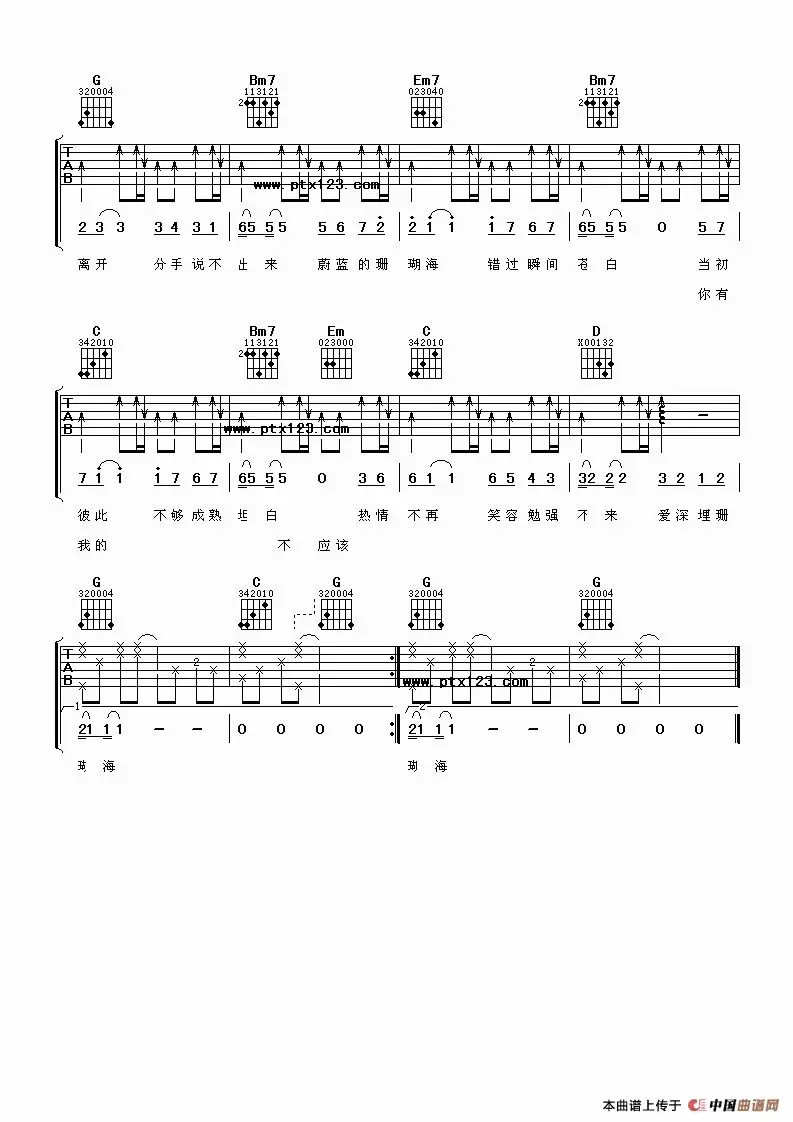 G Bm7 Em7 Bm7
320004 113121 023040 113121
2 2
T
A
B
www.ptx123.com
2 3 3 3 4 3 1 65 5 5 5 6 7 2 2 1 1 1 7 6 7 65 5 5 0 5 7
离开 分手说不 出来 蔚蓝的珊 瑚海 错过瞬间 苍白 当初
你有
C Bm7 Em C D
342010 113121 023000 342010 X00132
2
T
A
B
www.ptx123.com
–
7 1 1 1 7 6 7 65 5 5 0 3 6 6 1 1 6 5 4 3 32 2 2 3 2 1 2
彼此 不够成熟 坦白 热情 不再 笑容勉强 不来 爱深埋珊
我的 不 应该
G C G G G
320004 342010 320004 320004 320004
T
A
B
2 2
www.ptx123.com
1 2
21 1 1 – – 0 0 0 0 21 1 1 – – 0 0 0 0
瑚海 瑚海
本曲谱上传于 中国曲谱网